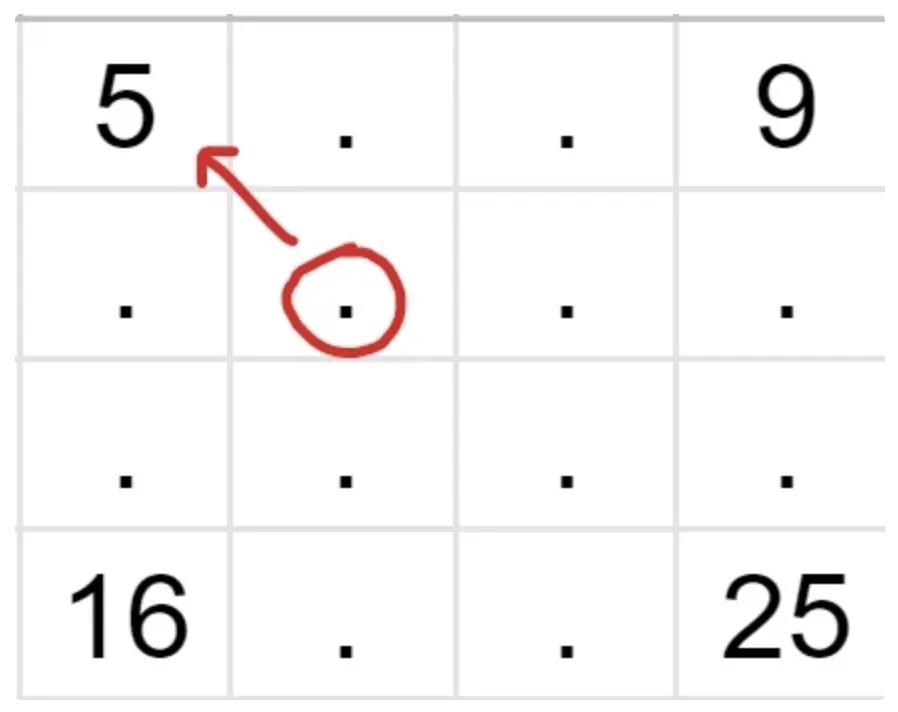 5 . . 9
. . . .
. . . .
16 . . 25